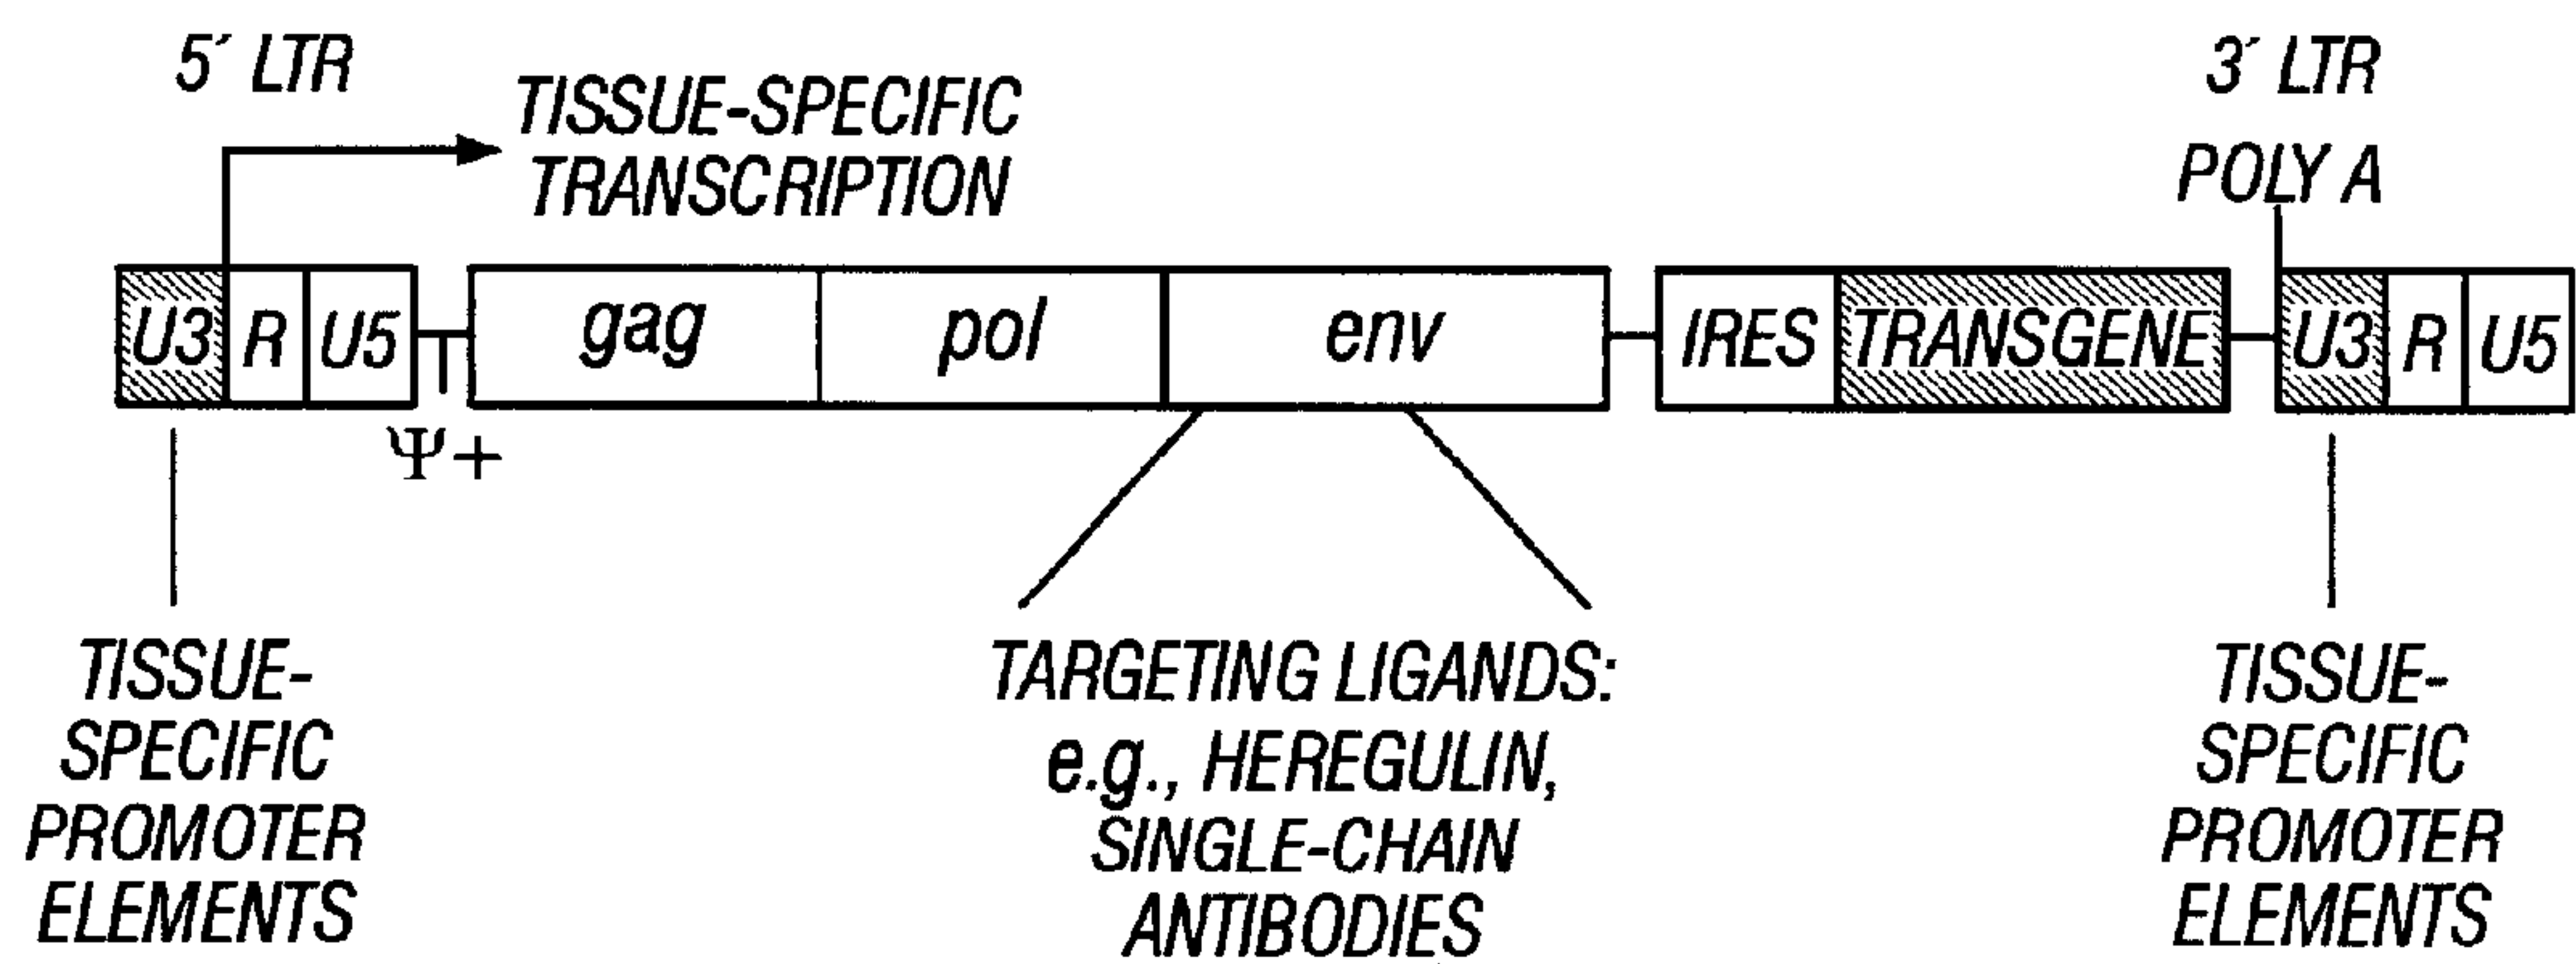 5′ LTR
TISSUE-SPECIFIC
TRANSCRIPTION
3′ LTR
POLY A
U3 R U5 gag pol env IRES TRANSGENE U3 R U5
Ψ+
TISSUE-
SPECIFIC
PROMOTER
ELEMENTS
TARGETING LIGANDS:
e.g., HEREGULIN,
SINGLE-CHAIN
ANTIBODIES
TISSUE-
SPECIFIC
PROMOTER
ELEMENTS